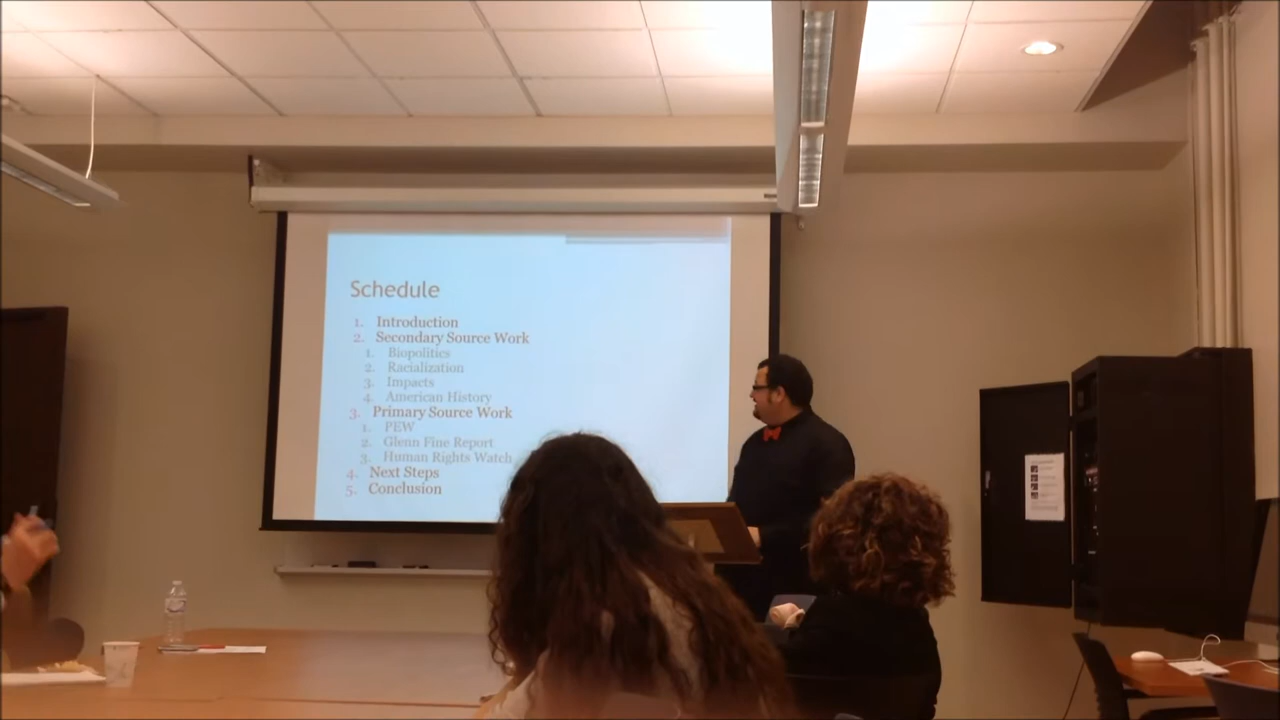 Schedule
1. Introduction
2. Secondary Source Work
1. Biopolitics
2. Racialization
3. Impacts
4. American History
3. Primary Source Work
1. PEW
2. Glenn Fine Report
3. Human Rights Watch
4. Next Steps
5. Conclusion